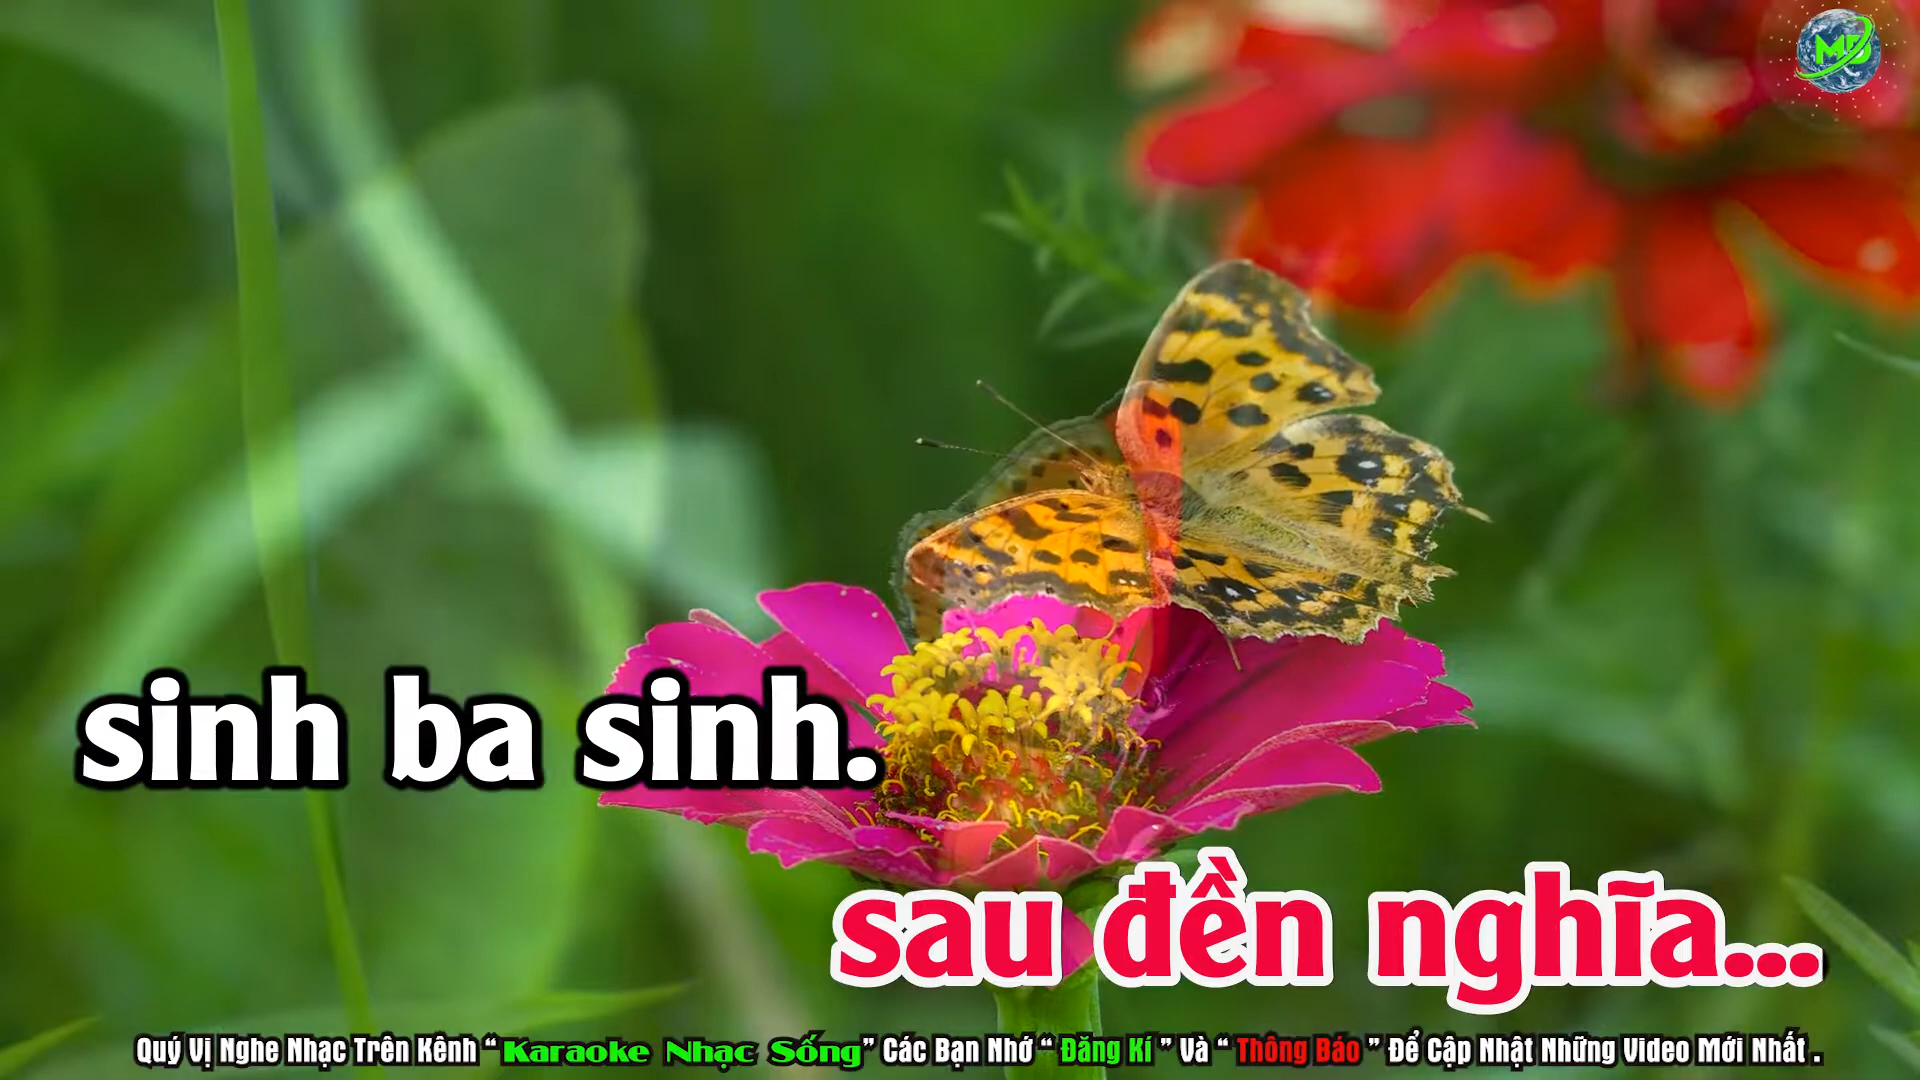 MB
sinh ba sinh.
sau đền nghĩa...
Quý Vị Nghe Nhạc Trên Kênh “ Karaoke Nhạc Sống ” Các Bạn Nhớ “ Đăng Kí ” Và “ Thông Báo ” Để Cập Nhật Những Video Mới Nhất .